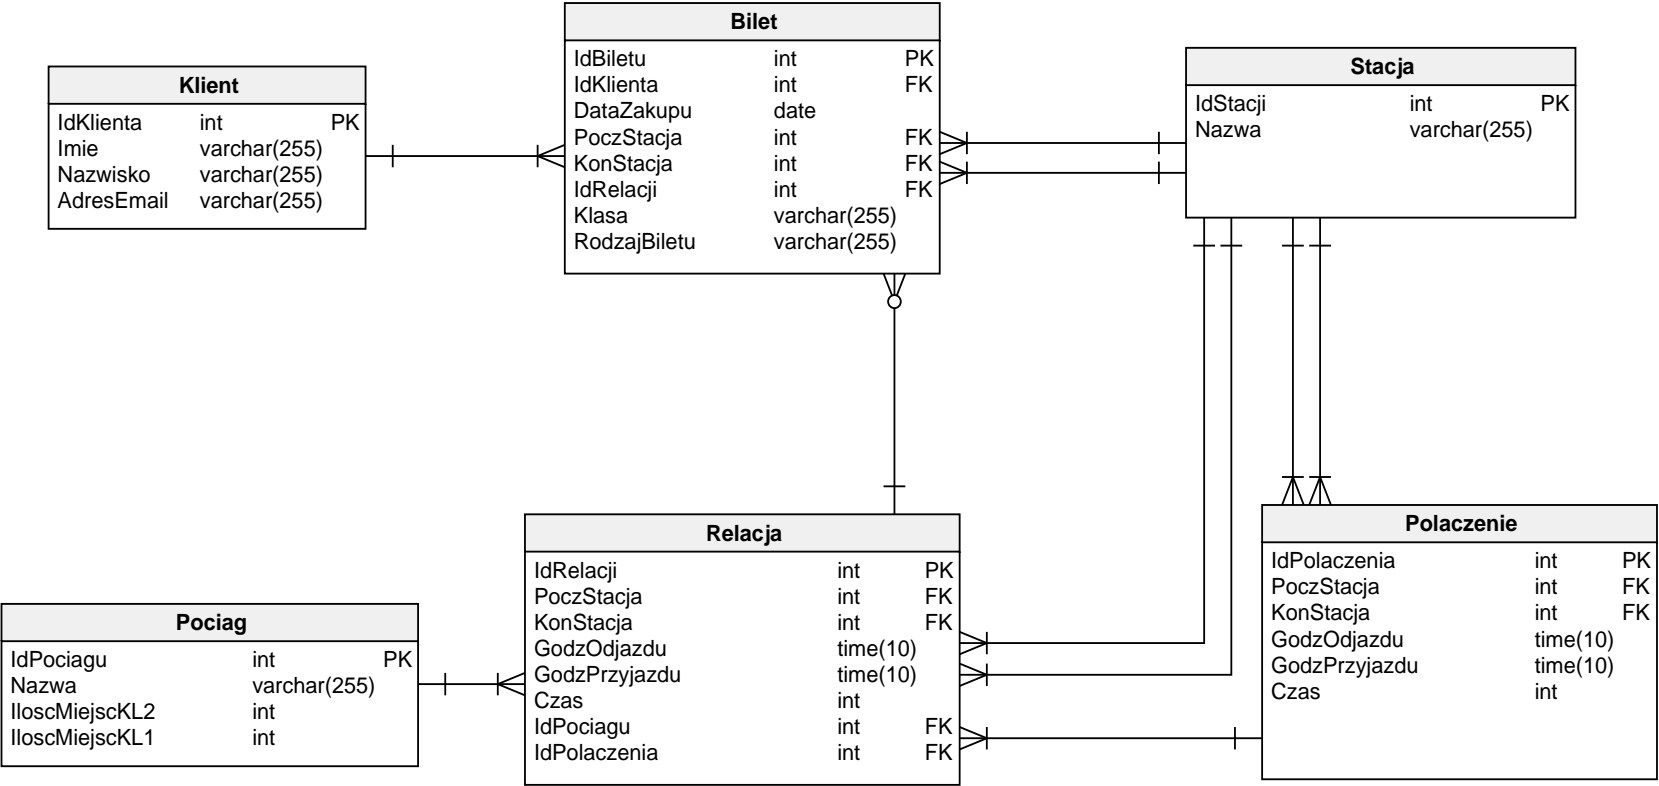 Bilet
IdBiletu int PK
IdKlienta int FK
DataZakupu date
PoczStacja int FK
KonStacja int FK
IdRelacji int FK
Klasa varchar(255)
RodzajBiletu varchar(255)
Klient
IdKlienta int PK
Imie varchar(255)
Nazwisko varchar(255)
AdresEmail varchar(255)
Stacja
IdStacji int PK
Nazwa varchar(255)
Relacja
IdRelacji int PK
PoczStacja int FK
KonStacja int FK
GodzOdjazdu time(10)
GodzPrzyjazdu time(10)
Czas int
IdPociagu int FK
IdPolaczenia int FK
Polaczenie
IdPolaczenia int PK
PoczStacja int FK
KonStacja int FK
GodzOdjazdu time(10)
GodzPrzyjazdu time(10)
Czas int
Pociag
IdPociagu int PK
Nazwa varchar(255)
IloscMiejscKL2 int
IloscMiejscKL1 int